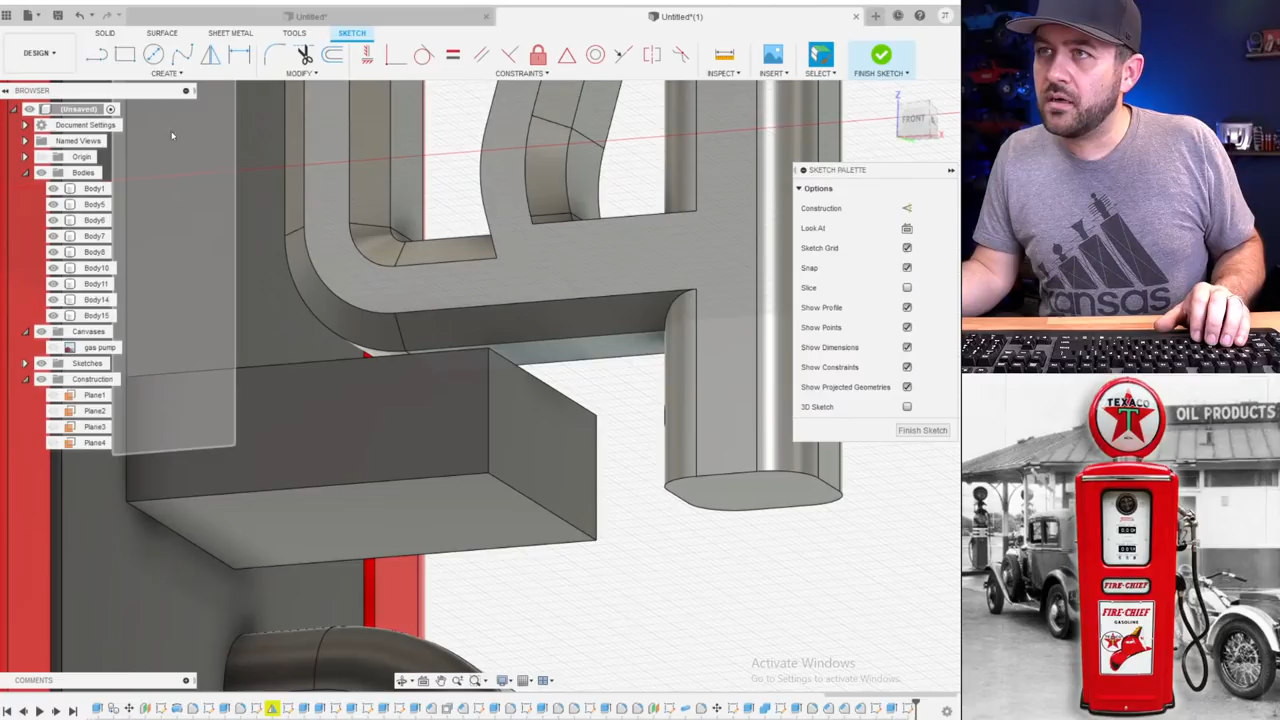 Untitled*
Untitled*(1)
JT
DESIGN
SOLID
SURFACE
SHEET METAL
TOOLS
SKETCH
CREATE
MODIFY
CONSTRAINTS
INSPECT
INSERT
SELECT
FINISH SKETCH
BROWSER
(Unsaved)
Document Settings
Named Views
Origin
Bodies
Body1
Body5
Body6
Body7
Body8
Body10
Body11
Body14
Body15
Canvases
gas pump
Sketches
Construction
Plane1
Plane2
Plane3
Plane4
Z
FRONT
X
SKETCH PALETTE
Options
Construction
Look At
Sketch Grid
Snap
Slice
Show Profile
Show Points
Show Dimensions
Show Constraints
Show Projected Geometries
3D Sketch
Finish Sketch
Activate Windows
Go to Settings to activate Windows.
COMMENTS
kansas
TEXACO
T
OIL PRODUCTS
FIRE-CHIEF
FIRE-CHIEF
GASOLINE